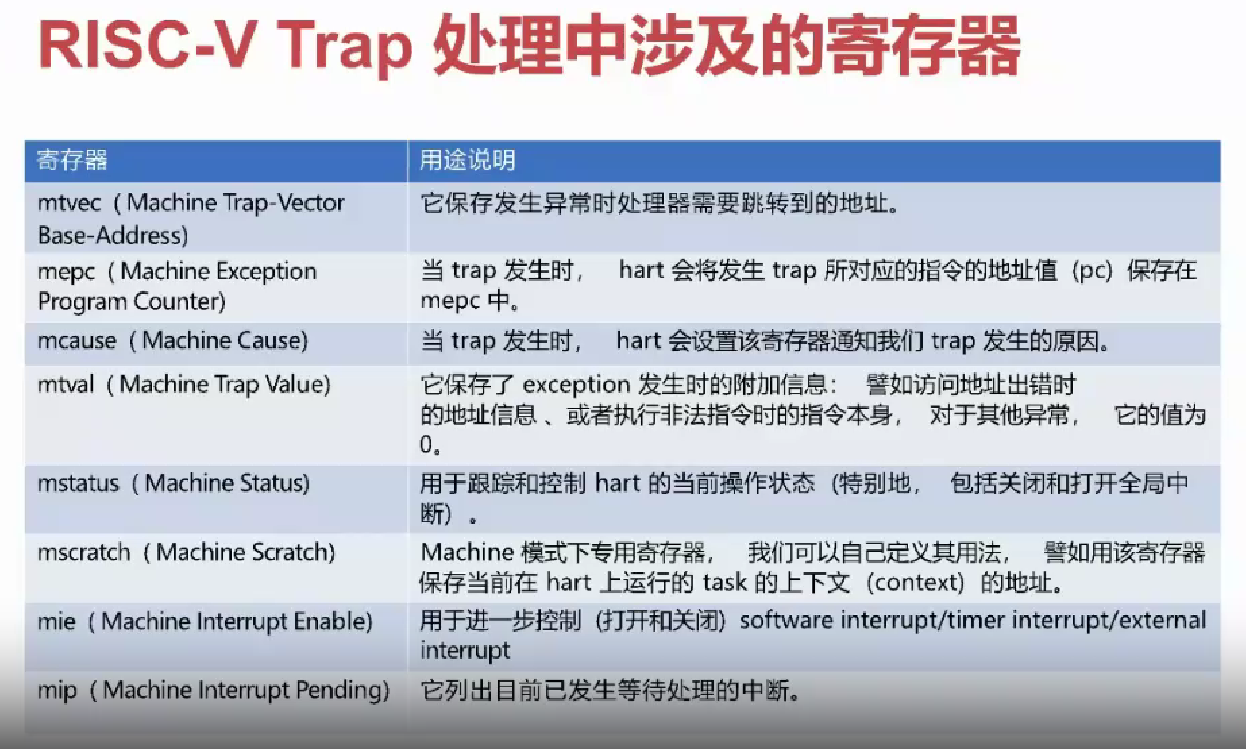 RISC-V Trap 处理中涉及的寄存器
寄存器
用途说明
mtvec（Machine Trap-Vector
Base-Address)
它保存发生异常时处理器需要跳转到的地址。
mepc（Machine Exception
Program Counter)
当 trap 发生时， hart 会将发生 trap 所对应的指令的地址值（pc）保存在
mepc 中。
mcause（Machine Cause)
当 trap 发生时， hart 会设置该寄存器通知我们 trap 发生的原因。
mtval（Machine Trap Value)
它保存了 exception 发生时的附加信息： 譬如访问地址出错时
的地址信息、或者执行非法指令时的指令本身， 对于其他异常， 它的值为
0。
mstatus（Machine Status)
用于跟踪和控制 hart 的当前操作状态（特别地， 包括关闭和打开全局中
断）。
mscratch（Machine Scratch)
Machine 模式下专用寄存器， 我们可以自己定义其用法， 譬如用该寄存器
保存当前在 hart 上运行的 task 的上下文（context）的地址。
mie（Machine Interrupt Enable)
用于进一步控制（打开和关闭）software interrupt/timer interrupt/external
interrupt
mip（Machine Interrupt Pending)
它列出目前已发生等待处理的中断。